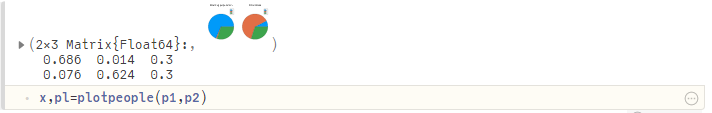 (2×3 Matrix{Float64}:, )
0.686 0.014 0.3
0.076 0.624 0.3
x,pl=plotpeople(p1,p2)